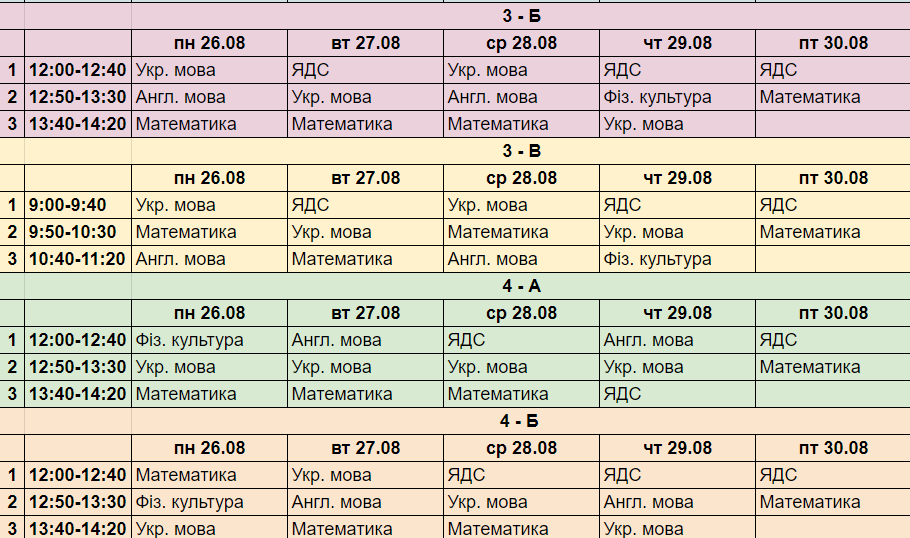 3 - Б
пн 26.08 вт 27.08 ср 28.08 чт 29.08 пт 30.08
1 12:00-12:40 Укр. мова ЯДС Укр. мова ЯДС ЯДС
2 12:50-13:30 Англ. мова Укр. мова Англ. мова Фіз. культура Математика
3 13:40-14:20 Математика Математика Математика Укр. мова
3 - В
пн 26.08 вт 27.08 ср 28.08 чт 29.08 пт 30.08
1 9:00-9:40 Укр. мова ЯДС Укр. мова ЯДС ЯДС
2 9:50-10:30 Математика Укр. мова Математика Укр. мова Математика
3 10:40-11:20 Англ. мова Математика Англ. мова Фіз. культура
4 - А
пн 26.08 вт 27.08 ср 28.08 чт 29.08 пт 30.08
1 12:00-12:40 Фіз. культура Англ. мова ЯДС Англ. мова ЯДС
2 12:50-13:30 Укр. мова Укр. мова Укр. мова Укр. мова Математика
3 13:40-14:20 Математика Математика Математика ЯДС
4 - Б
пн 26.08 вт 27.08 ср 28.08 чт 29.08 пт 30.08
1 12:00-12:40 Математика Укр. мова ЯДС ЯДС ЯДС
2 12:50-13:30 Фіз. культура Англ. мова Укр. мова Англ. мова Математика
3 13:40-14:20 Укр. мова Математика Математика Укр. мова